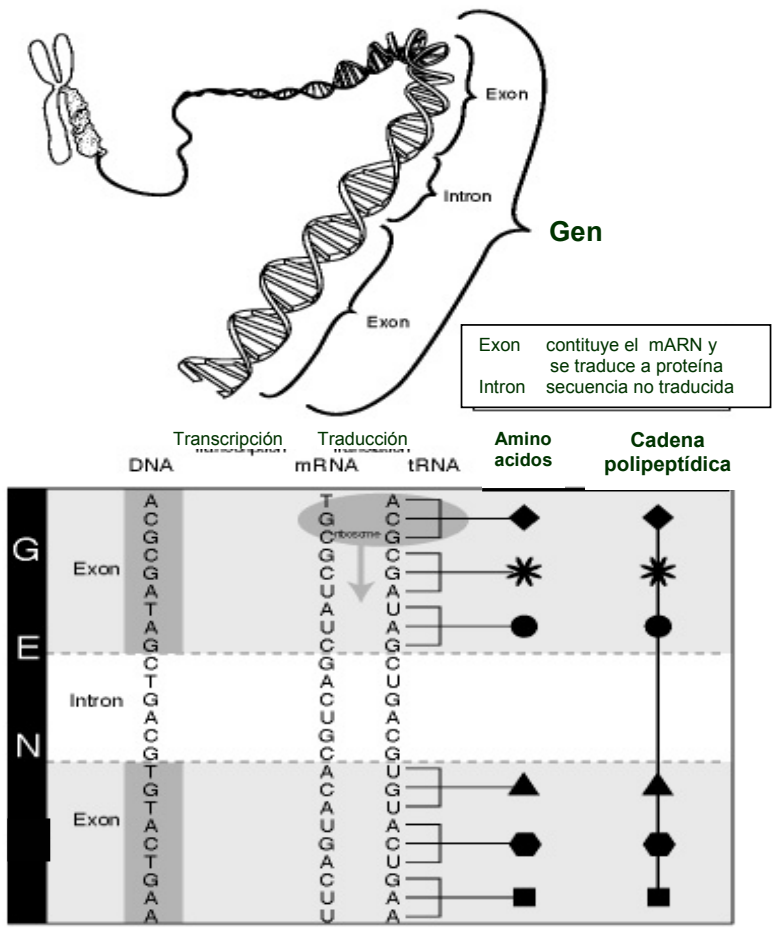 Exon
Intron
Gen
Exon
Exon contituye el mARN y
se traduce a proteína
Intron secuencia no traducida
Transcripción Traducción Amino Cadena
acidos polipeptídica
DNA mRNA tRNA
A T A
C G C
G C ribosome G
G C G C
Exon G C G
A U A
T A U
A U A
E G C G
C G C
T A U
Intron G C G
A U A
C G C
N G C G
T A U
G C G
T A U
Exon A U A
C G C
T A U
G C G
A U A
A U A